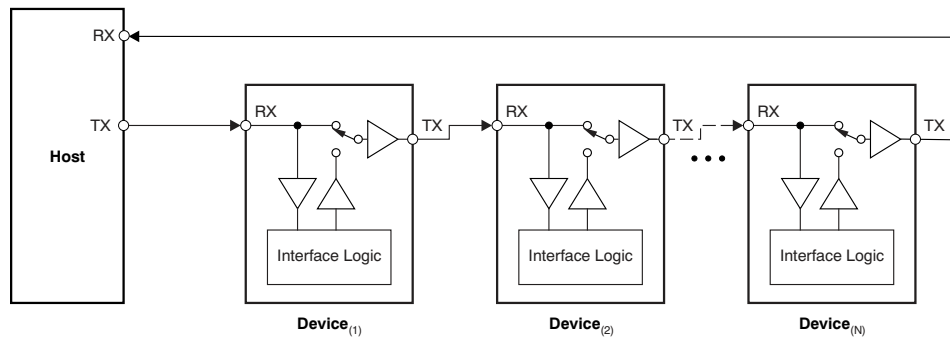 RX
TX
Host
RX
TX
Interface Logic
Device(1)
RX
TX
Interface Logic
Device(2)
RX
TX
Interface Logic
Device(N)